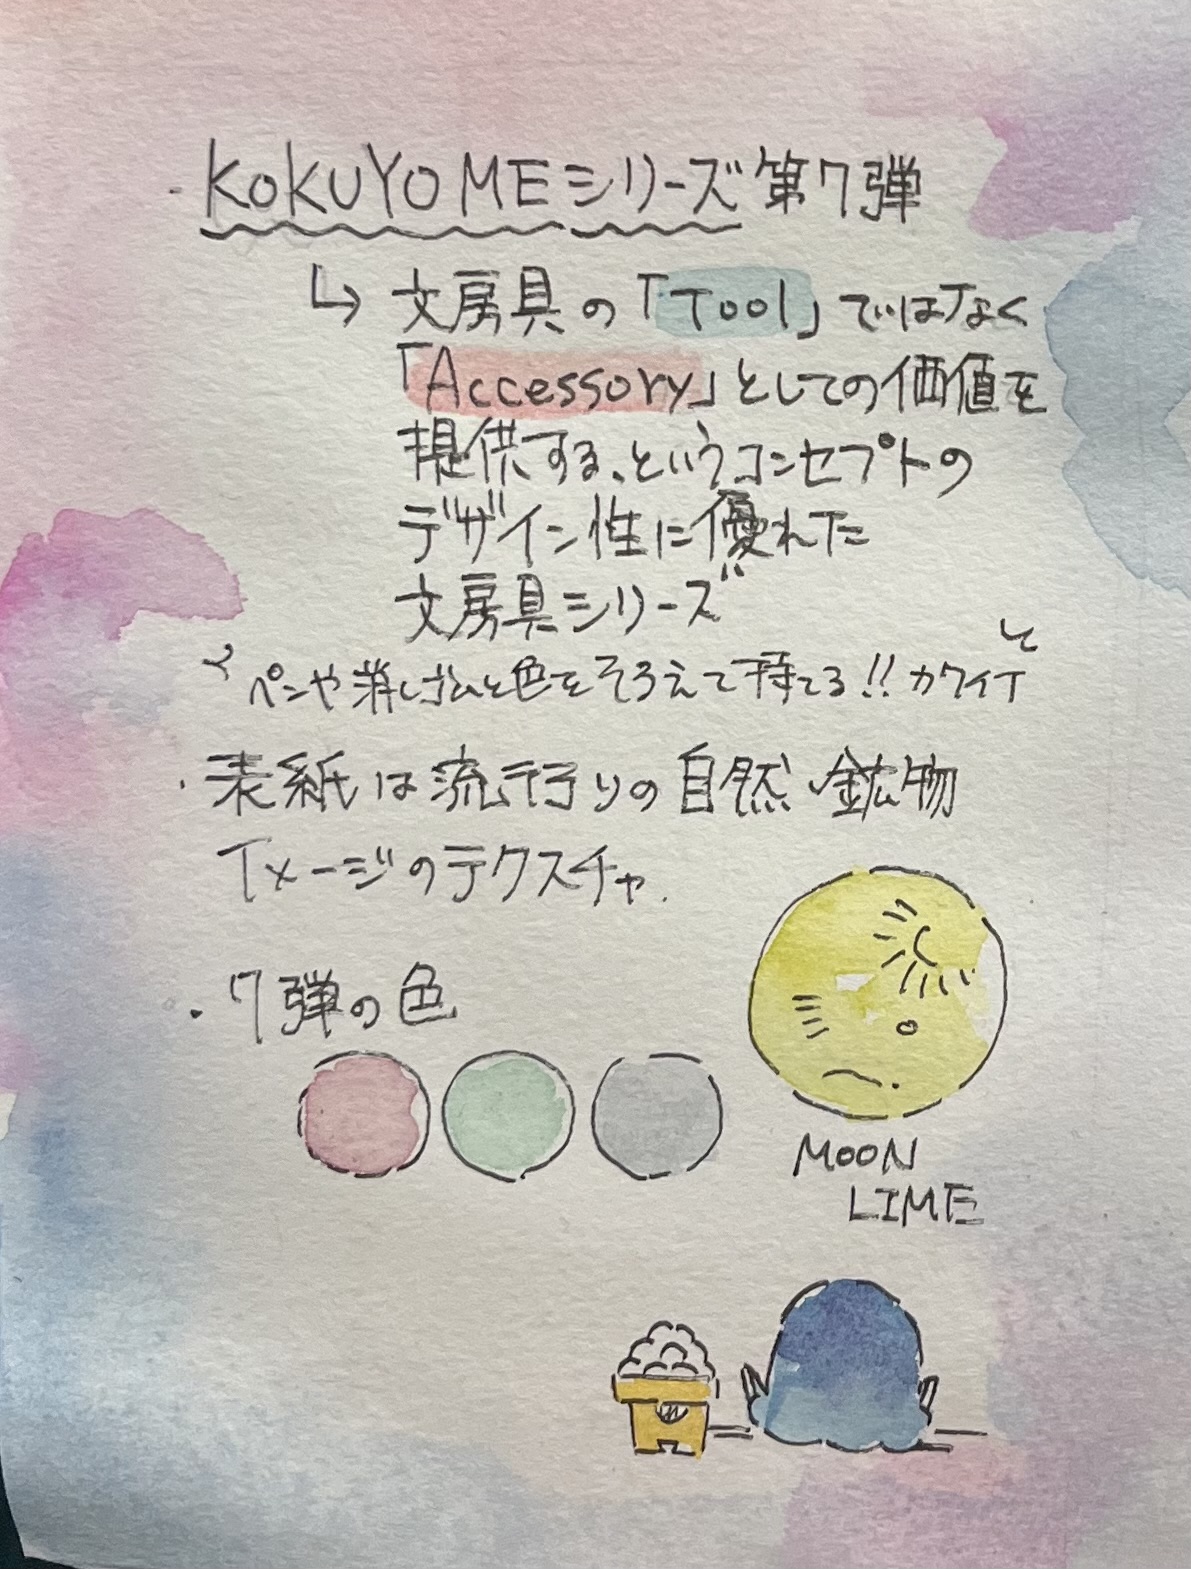 ・KOKUYO ME シリーズ 第7弾
↳ 文房具の「Tool」ではなく
「Accessory」としての価値を
提供する、というコンセプトの
デザイン性に優れた
文房具シリーズ
ペンや消しゴムと色をそろえて持てる!! カワイイ
・表紙は流行りの自然・鉱物
イメージのテクスチャ.
・7弾の色
MOON
LIME